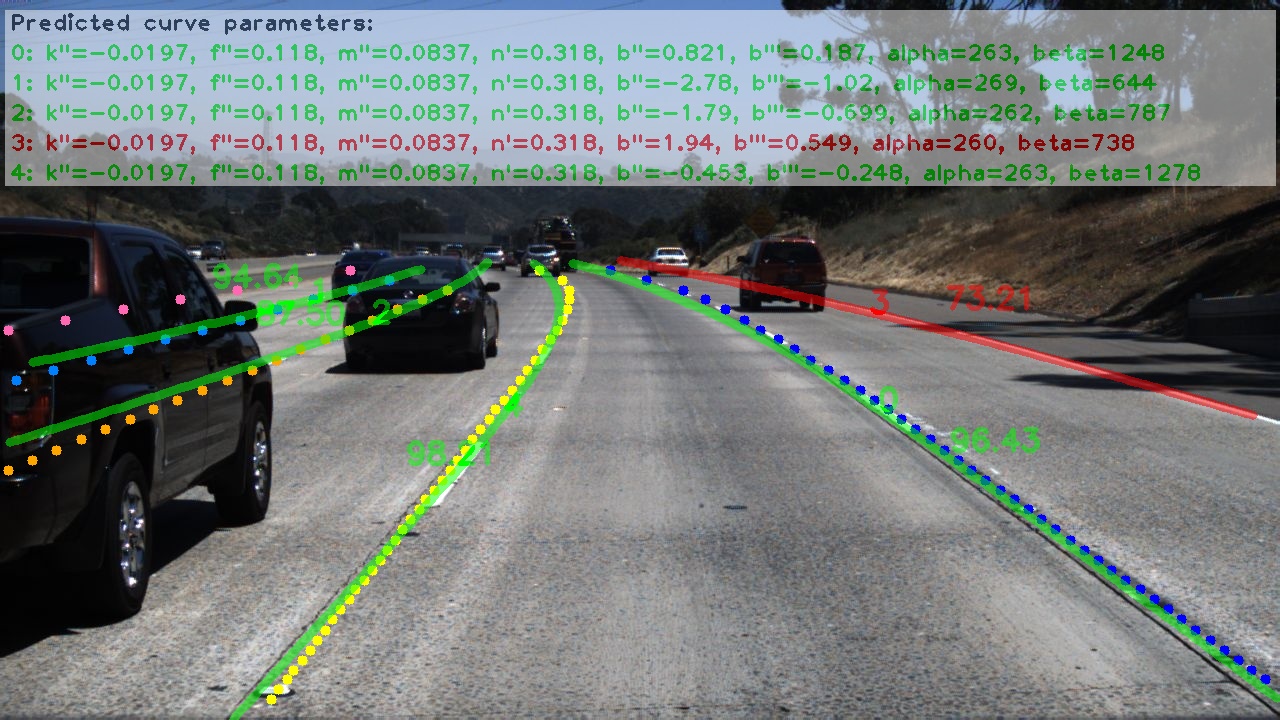 Predicted curve parameters:
0: k''=-0.0197, f''=0.118, m''=0.0837, n'=0.318, b''=0.821, b'''=0.187, alpha=263, beta=1248
1: k''=-0.0197, f''=0.118, m''=0.0837, n'=0.318, b''=-2.78, b'''=-1.02, alpha=269, beta=644
2: k''=-0.0197, f''=0.118, m''=0.0837, n'=0.318, b''=-1.79, b'''=-0.699, alpha=262, beta=787
3: k''=-0.0197, f''=0.118, m''=0.0837, n'=0.318, b''=1.94, b'''=0.549, alpha=260, beta=738
4: k''=-0.0197, f''=0.118, m''=0.0837, n'=0.318, b''=-0.453, b'''=-0.248, alpha=263, beta=1278
94.64 1
87.50 2
3 73.21
0
98.21 96.43